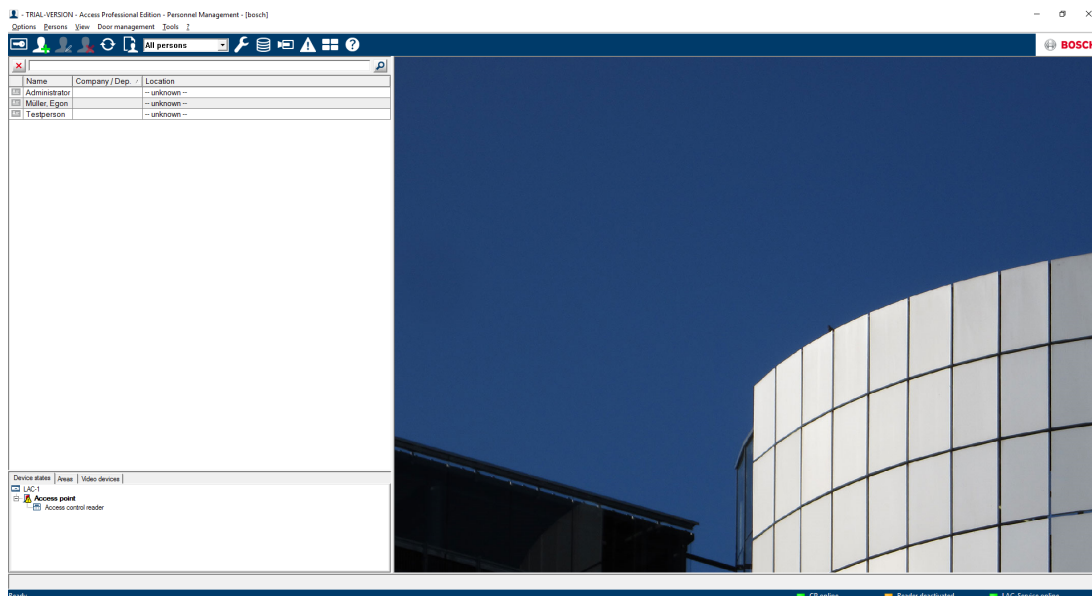 - TRIAL-VERSION - Access Professional Edition - Personnel Management - [bosch]
Options Persons View Door management Tools ?
All persons
BOSCH
Name Company / Dep. Location
Administrator -- unknown --
Müller, Egon -- unknown --
Testperson -- unknown --
Device states Areas Video devices
LAC-1
Access point
Access control reader
Ready CP online Reader deactivated LAC-Service online